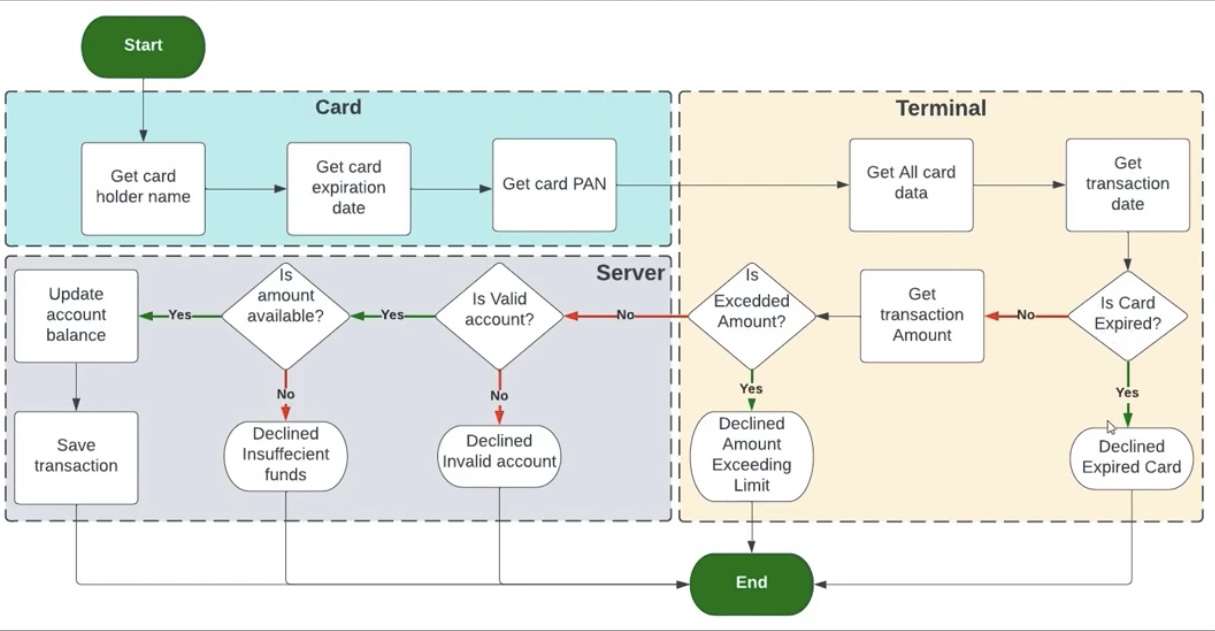 Start
Card
Get card
holder name
Get card
expiration
date
Get card PAN
Terminal
Get All card
data
Get
transaction
date
Is Card
Expired?
No
Yes
Declined
Expired Card
Get
transaction
Amount
Is
Excedded
Amount?
No
Yes
Declined
Amount
Exceeding
Limit
Server
Is Valid
account?
Yes
No
Declined
Invalid account
Is
amount
available?
Yes
No
Declined
Insuffecient
funds
Update
account
balance
Save
transaction
End